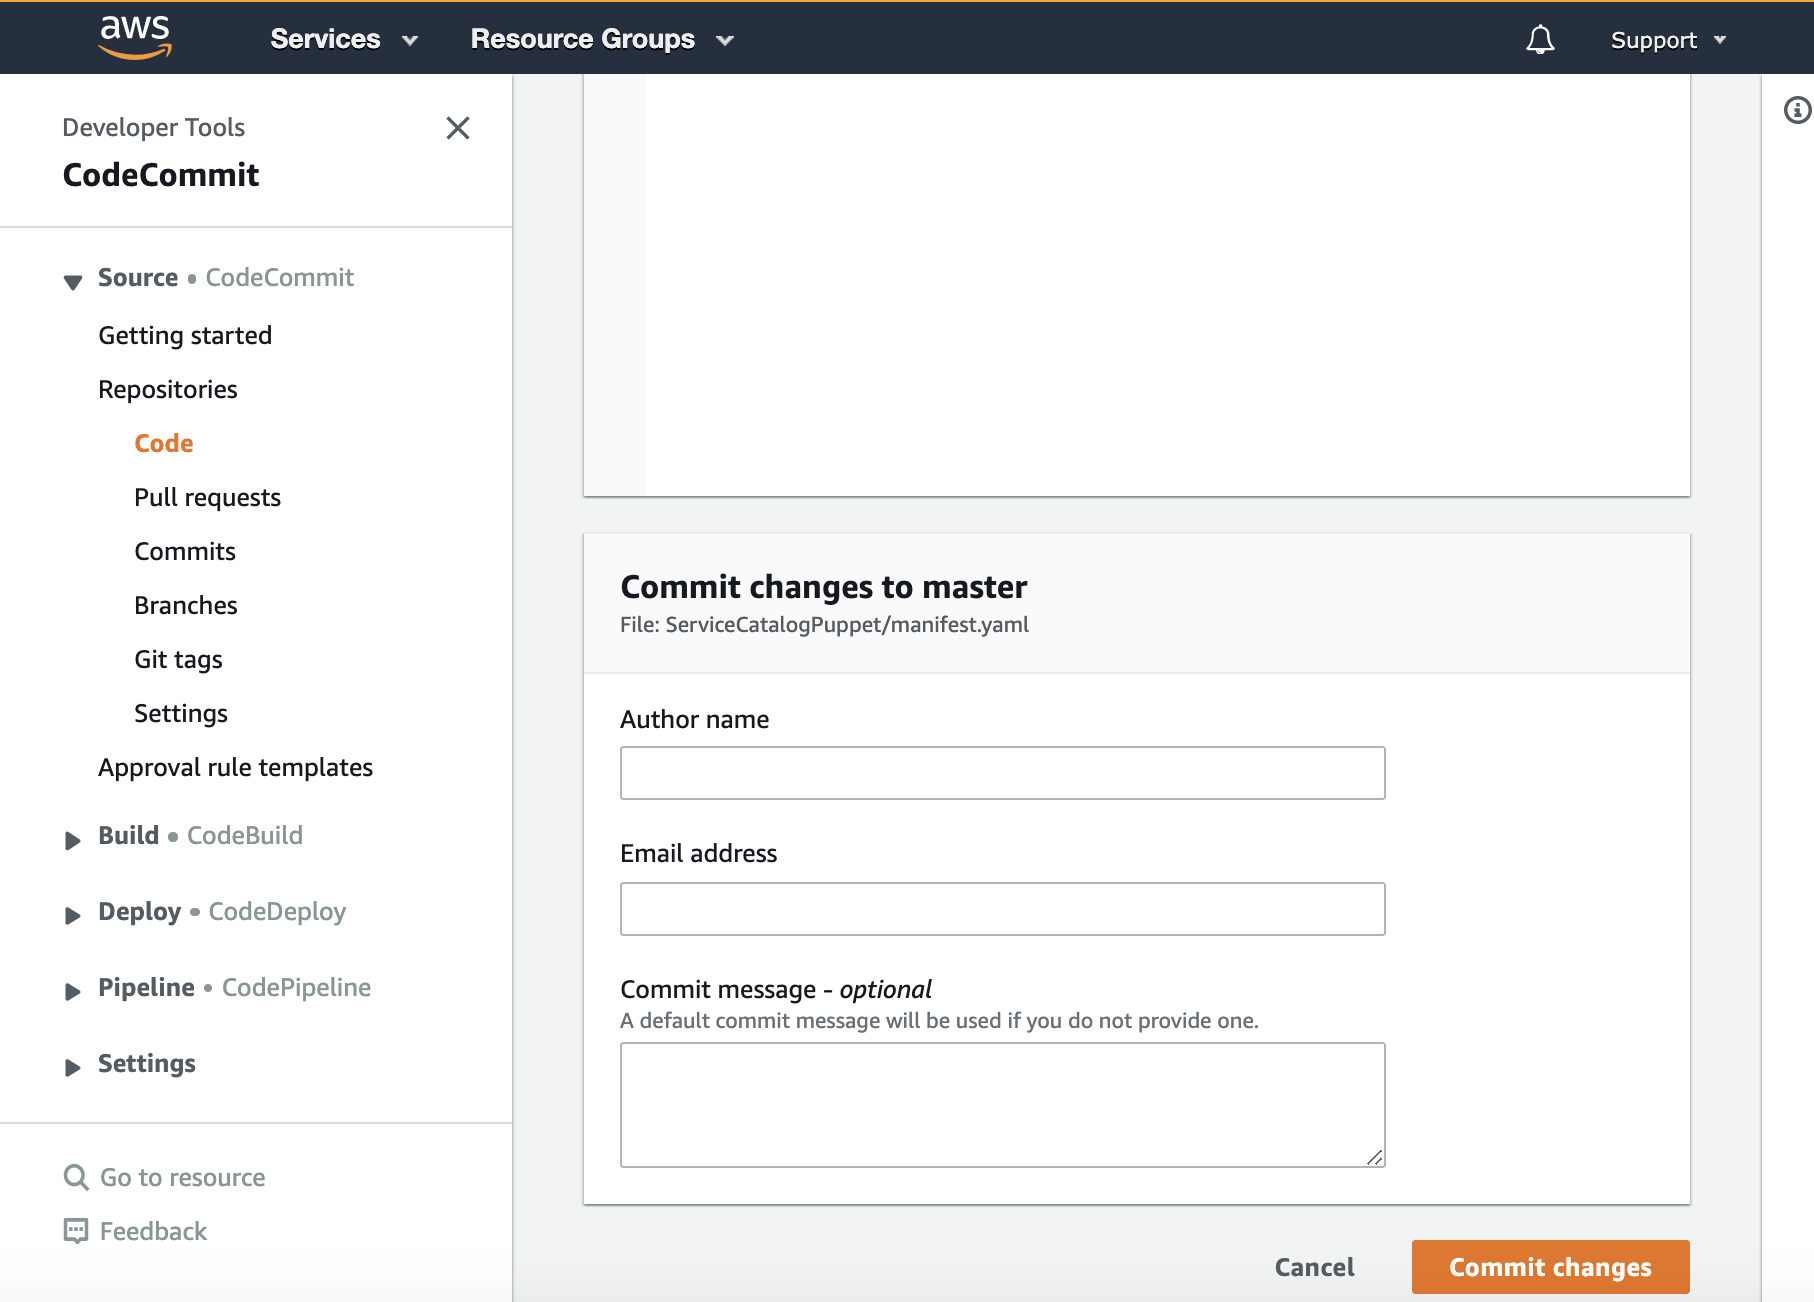 aws
Services
Resource Groups
Support
Developer Tools
CodeCommit
Source • CodeCommit
Getting started
Repositories
Code
Pull requests
Commits
Branches
Git tags
Settings
Approval rule templates
Build • CodeBuild
Deploy • CodeDeploy
Pipeline • CodePipeline
Settings
Go to resource
Feedback
Commit changes to master
File: ServiceCatalogPuppet/manifest.yaml
Author name
Email address
Commit message - optional
A default commit message will be used if you do not provide one.
Cancel
Commit changes